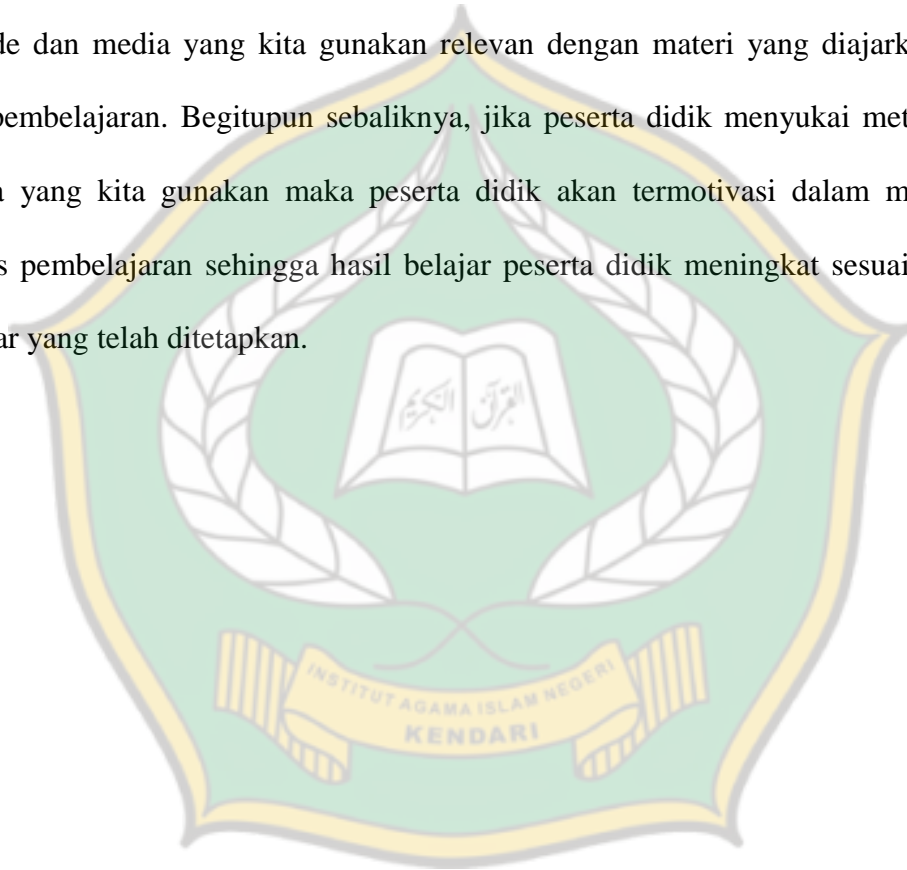 de dan media yang kita gunakan relevan dengan materi yang diajark
pembelajaran. Begitupun sebaliknya, jika peserta didik menyukai met
a yang kita gunakan maka peserta didik akan termotivasi dalam m
s pembelajaran sehingga hasil belajar peserta didik meningkat sesuai
ar yang telah ditetapkan.
القرآن الكريم
INSTITUT AGAMA ISLAM NEGERI
KENDARI